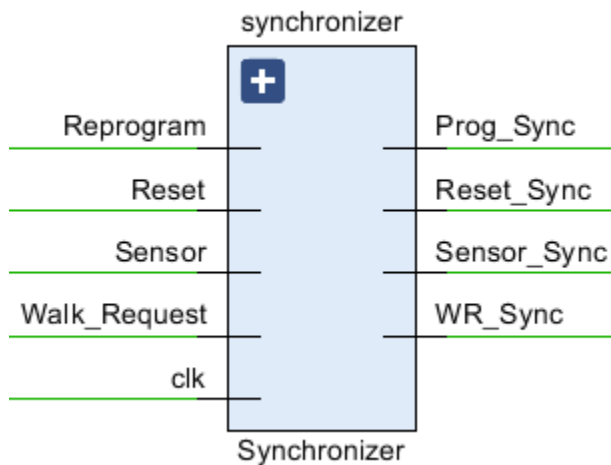 synchronizer
Reprogram Prog_Sync
Reset Reset_Sync
Sensor Sensor_Sync
Walk_Request WR_Sync
clk
Synchronizer